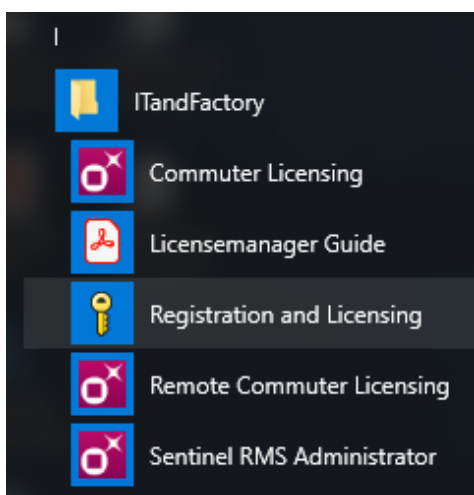 I
ITandFactory
Commuter Licensing
Licensemanager Guide
Registration and Licensing
Remote Commuter Licensing
Sentinel RMS Administrator